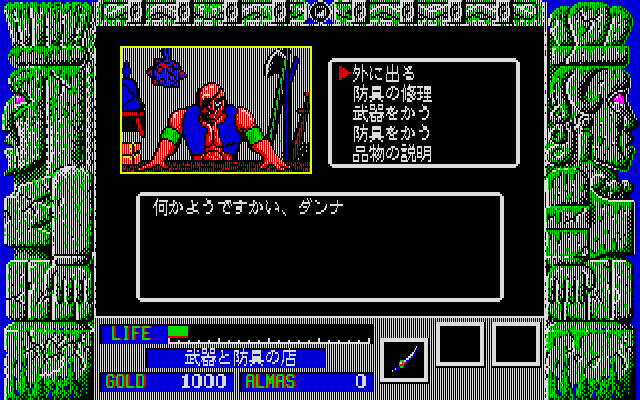 外に出る
防具の修理
武器をかう
防具をかう
品物の説明
何かようですかい、ダンナ
LIFE
武器と防具の店
GOLD 1000 ALMAS 0